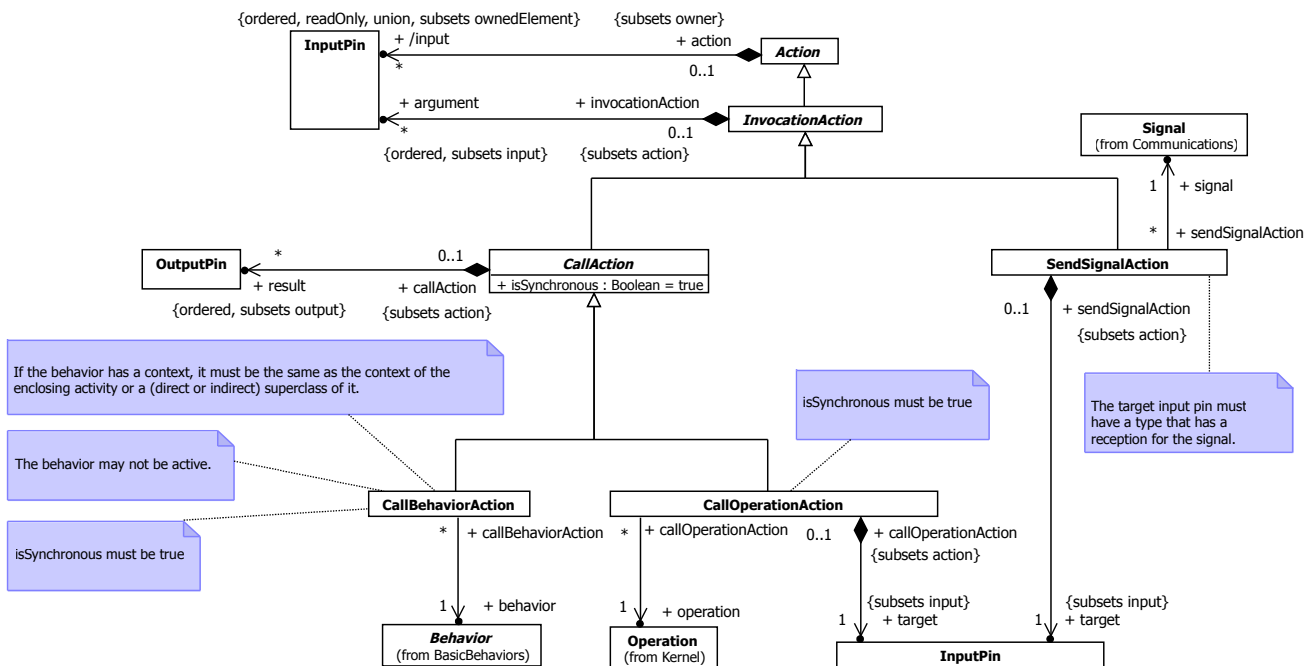 {ordered, readOnly, union, subsets ownedElement}
{subsets owner}
InputPin
+ /input
+ action
Action
*
0..1
+ argument
+ invocationAction
InvocationAction
*
0..1
{ordered, subsets input}
{subsets action}
Signal
(from Communications)
1
+ signal
*
+ sendSignalAction
OutputPin
*
0..1
CallAction
+ isSynchronous : Boolean = true
SendSignalAction
+ result
+ callAction
{ordered, subsets output}
{subsets action}
0..1
+ sendSignalAction
{subsets action}
If the behavior has a context, it must be the same as the context of the
enclosing activity or a (direct or indirect) superclass of it.
isSynchronous must be true
The target input pin must
have a type that has a
reception for the signal.
The behavior may not be active.
CallBehaviorAction
CallOperationAction
isSynchronous must be true
*
+ callBehaviorAction
*
+ callOperationAction
0..1
+ callOperationAction
{subsets action}
1
+ behavior
1
+ operation
{subsets input}
1
+ target
{subsets input}
1
+ target
Behavior
(from BasicBehaviors)
Operation
(from Kernel)
InputPin